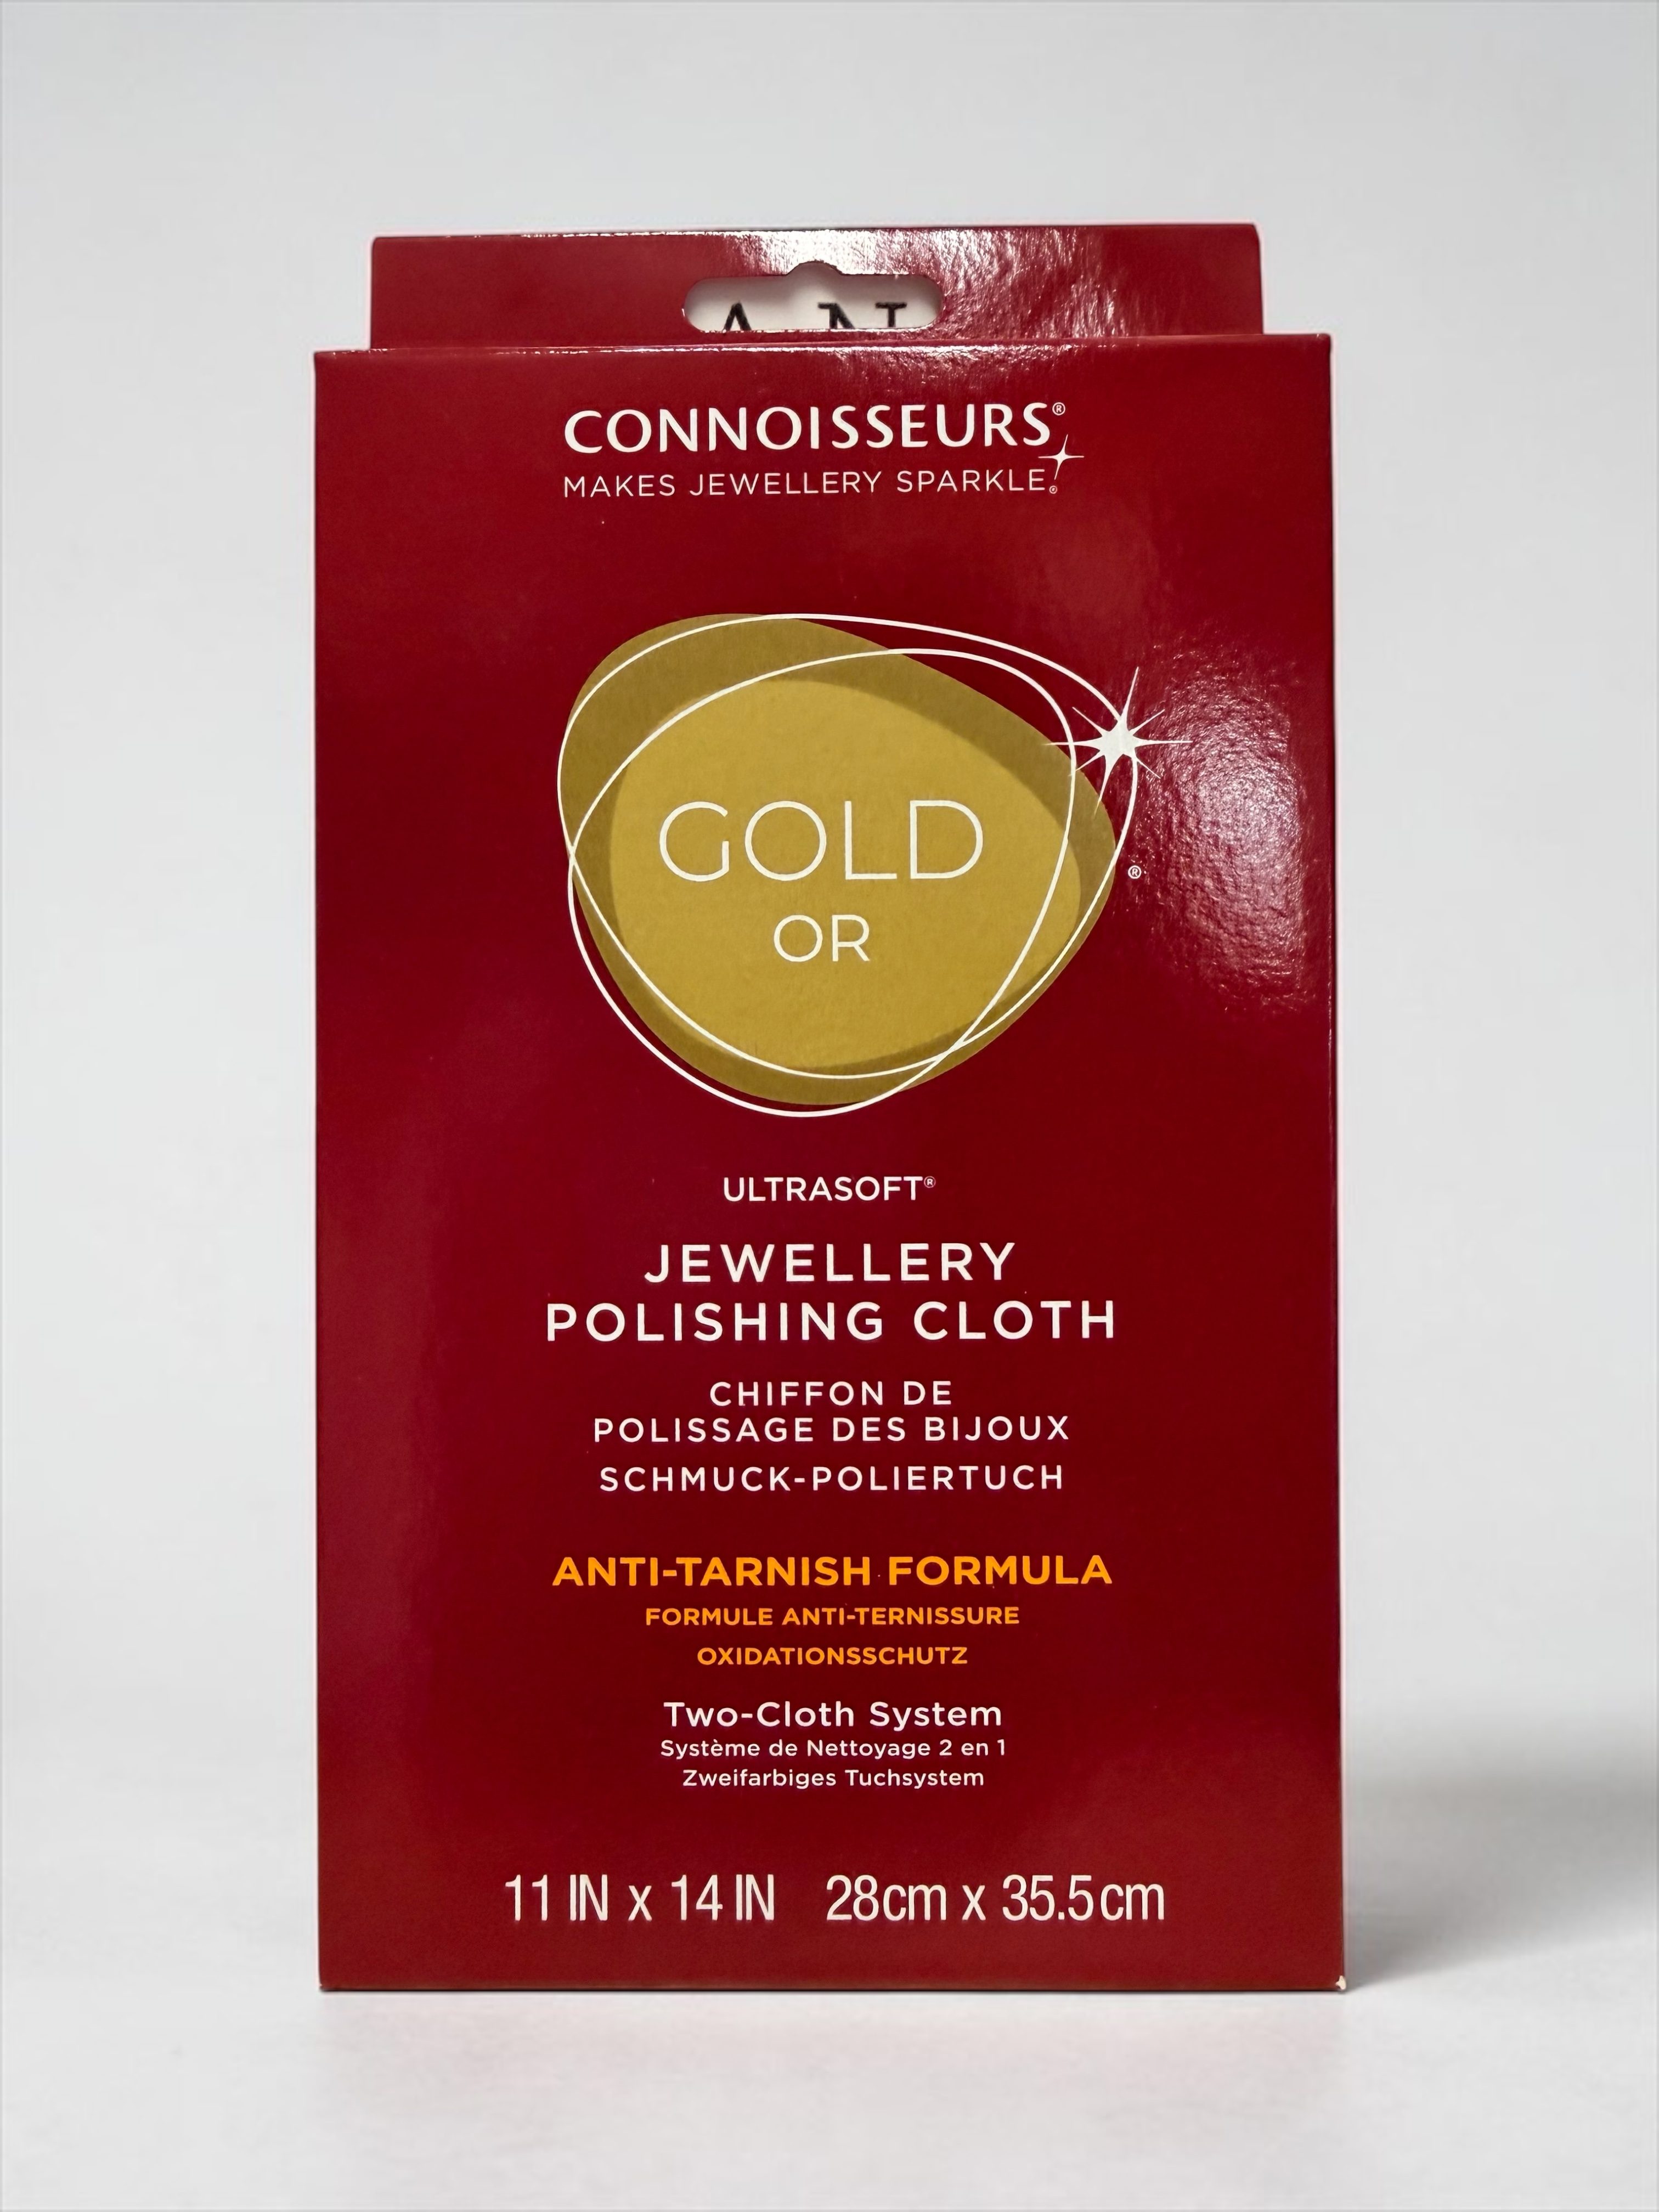 AN
CONNOISSEURS®
MAKES JEWELLERY SPARKLE.®
GOLD
OR
®
ULTRASOFT®
JEWELLERY
POLISHING CLOTH
CHIFFON DE
POLISSAGE DES BIJOUX
SCHMUCK-POLIERTUCH
ANTI-TARNISH FORMULA
FORMULE ANTI-TERNISSURE
OXIDATIONSSCHUTZ
Two-Cloth System
Système de Nettoyage 2 en 1
Zweifarbiges Tuchsystem
11 IN x 14 IN 28cm x 35.5cm